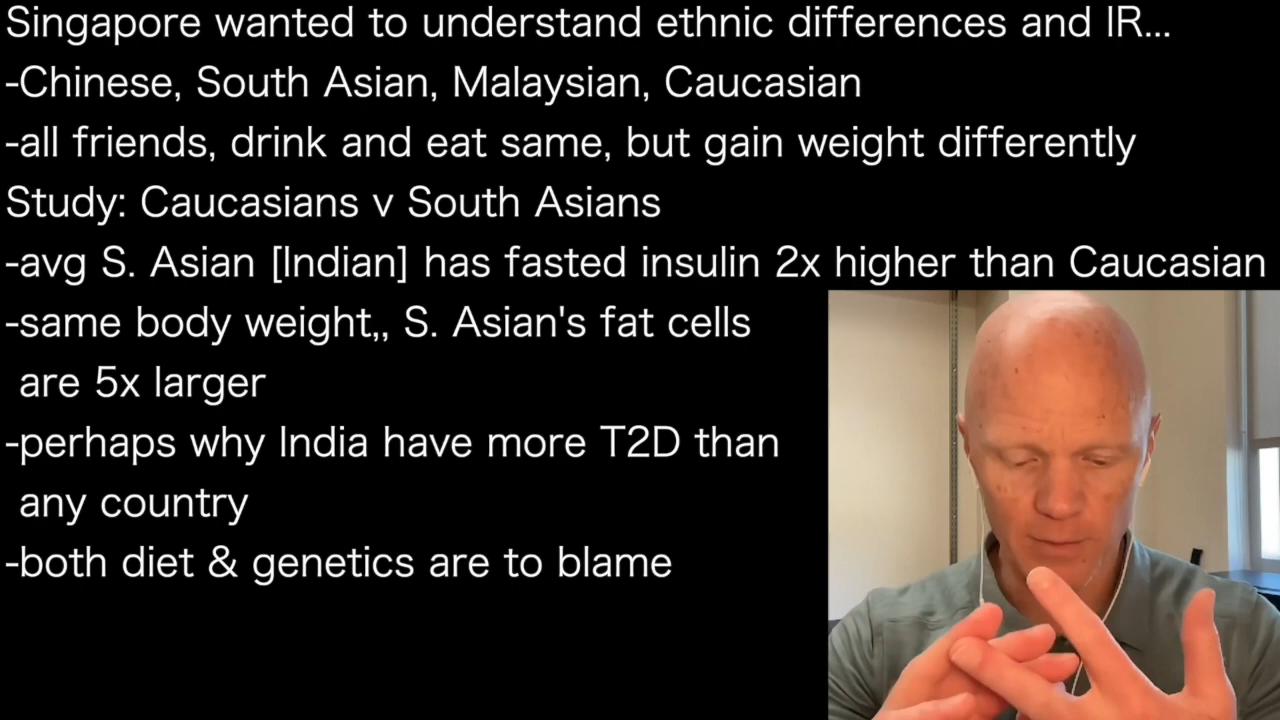 Singapore wanted to understand ethnic differences and IR...
-Chinese, South Asian, Malaysian, Caucasian
-all friends, drink and eat same, but gain weight differently
Study: Caucasians v South Asians
-avg S. Asian [Indian] has fasted insulin 2x higher than Caucasian
-same body weight,, S. Asian's fat cells
are 5x larger
-perhaps why India have more T2D than
any country
-both diet & genetics are to blame